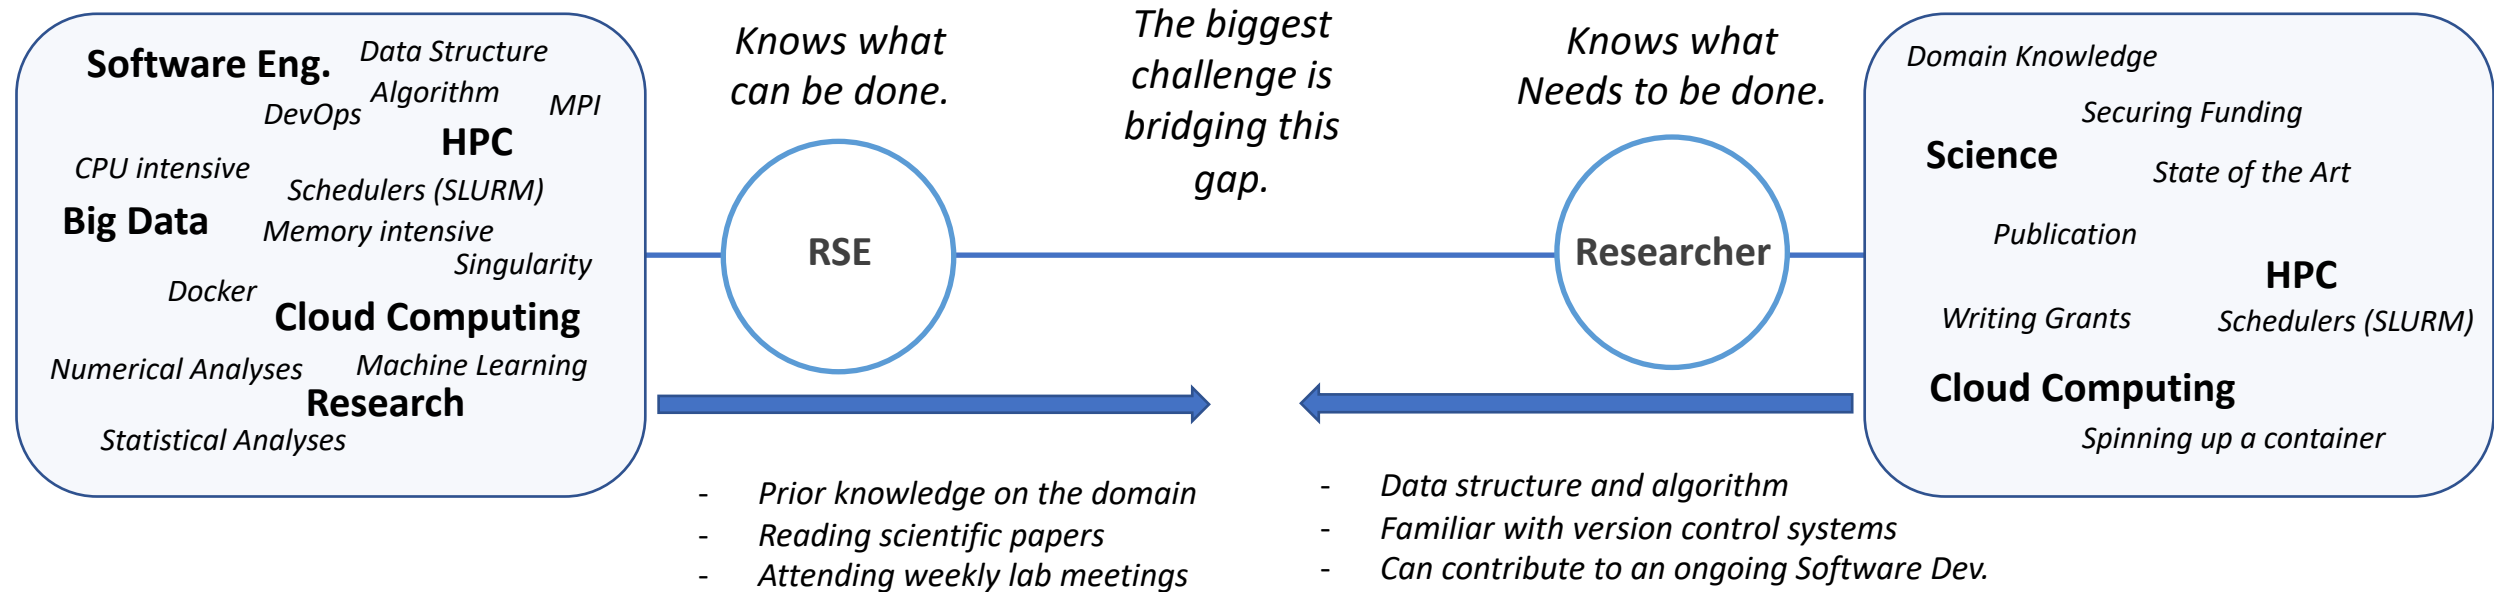 Software Eng.
Data Structure
Algorithm
MPI
DevOps
HPC
CPU intensive
Schedulers (SLURM)
Big Data
Memory intensive
Singularity
Docker
Cloud Computing
Numerical Analyses
Machine Learning
Research
Statistical Analyses
Knows what
can be done.
RSE
The biggest
challenge is
bridging this
gap.
Knows what
Needs to be done.
Researcher
Domain Knowledge
Securing Funding
Science
State of the Art
Publication
HPC
Writing Grants
Schedulers (SLURM)
Cloud Computing
Spinning up a container
- Prior knowledge on the domain
- Reading scientific papers
- Attending weekly lab meetings
- Data structure and algorithm
- Familiar with version control systems
- Can contribute to an ongoing Software Dev.